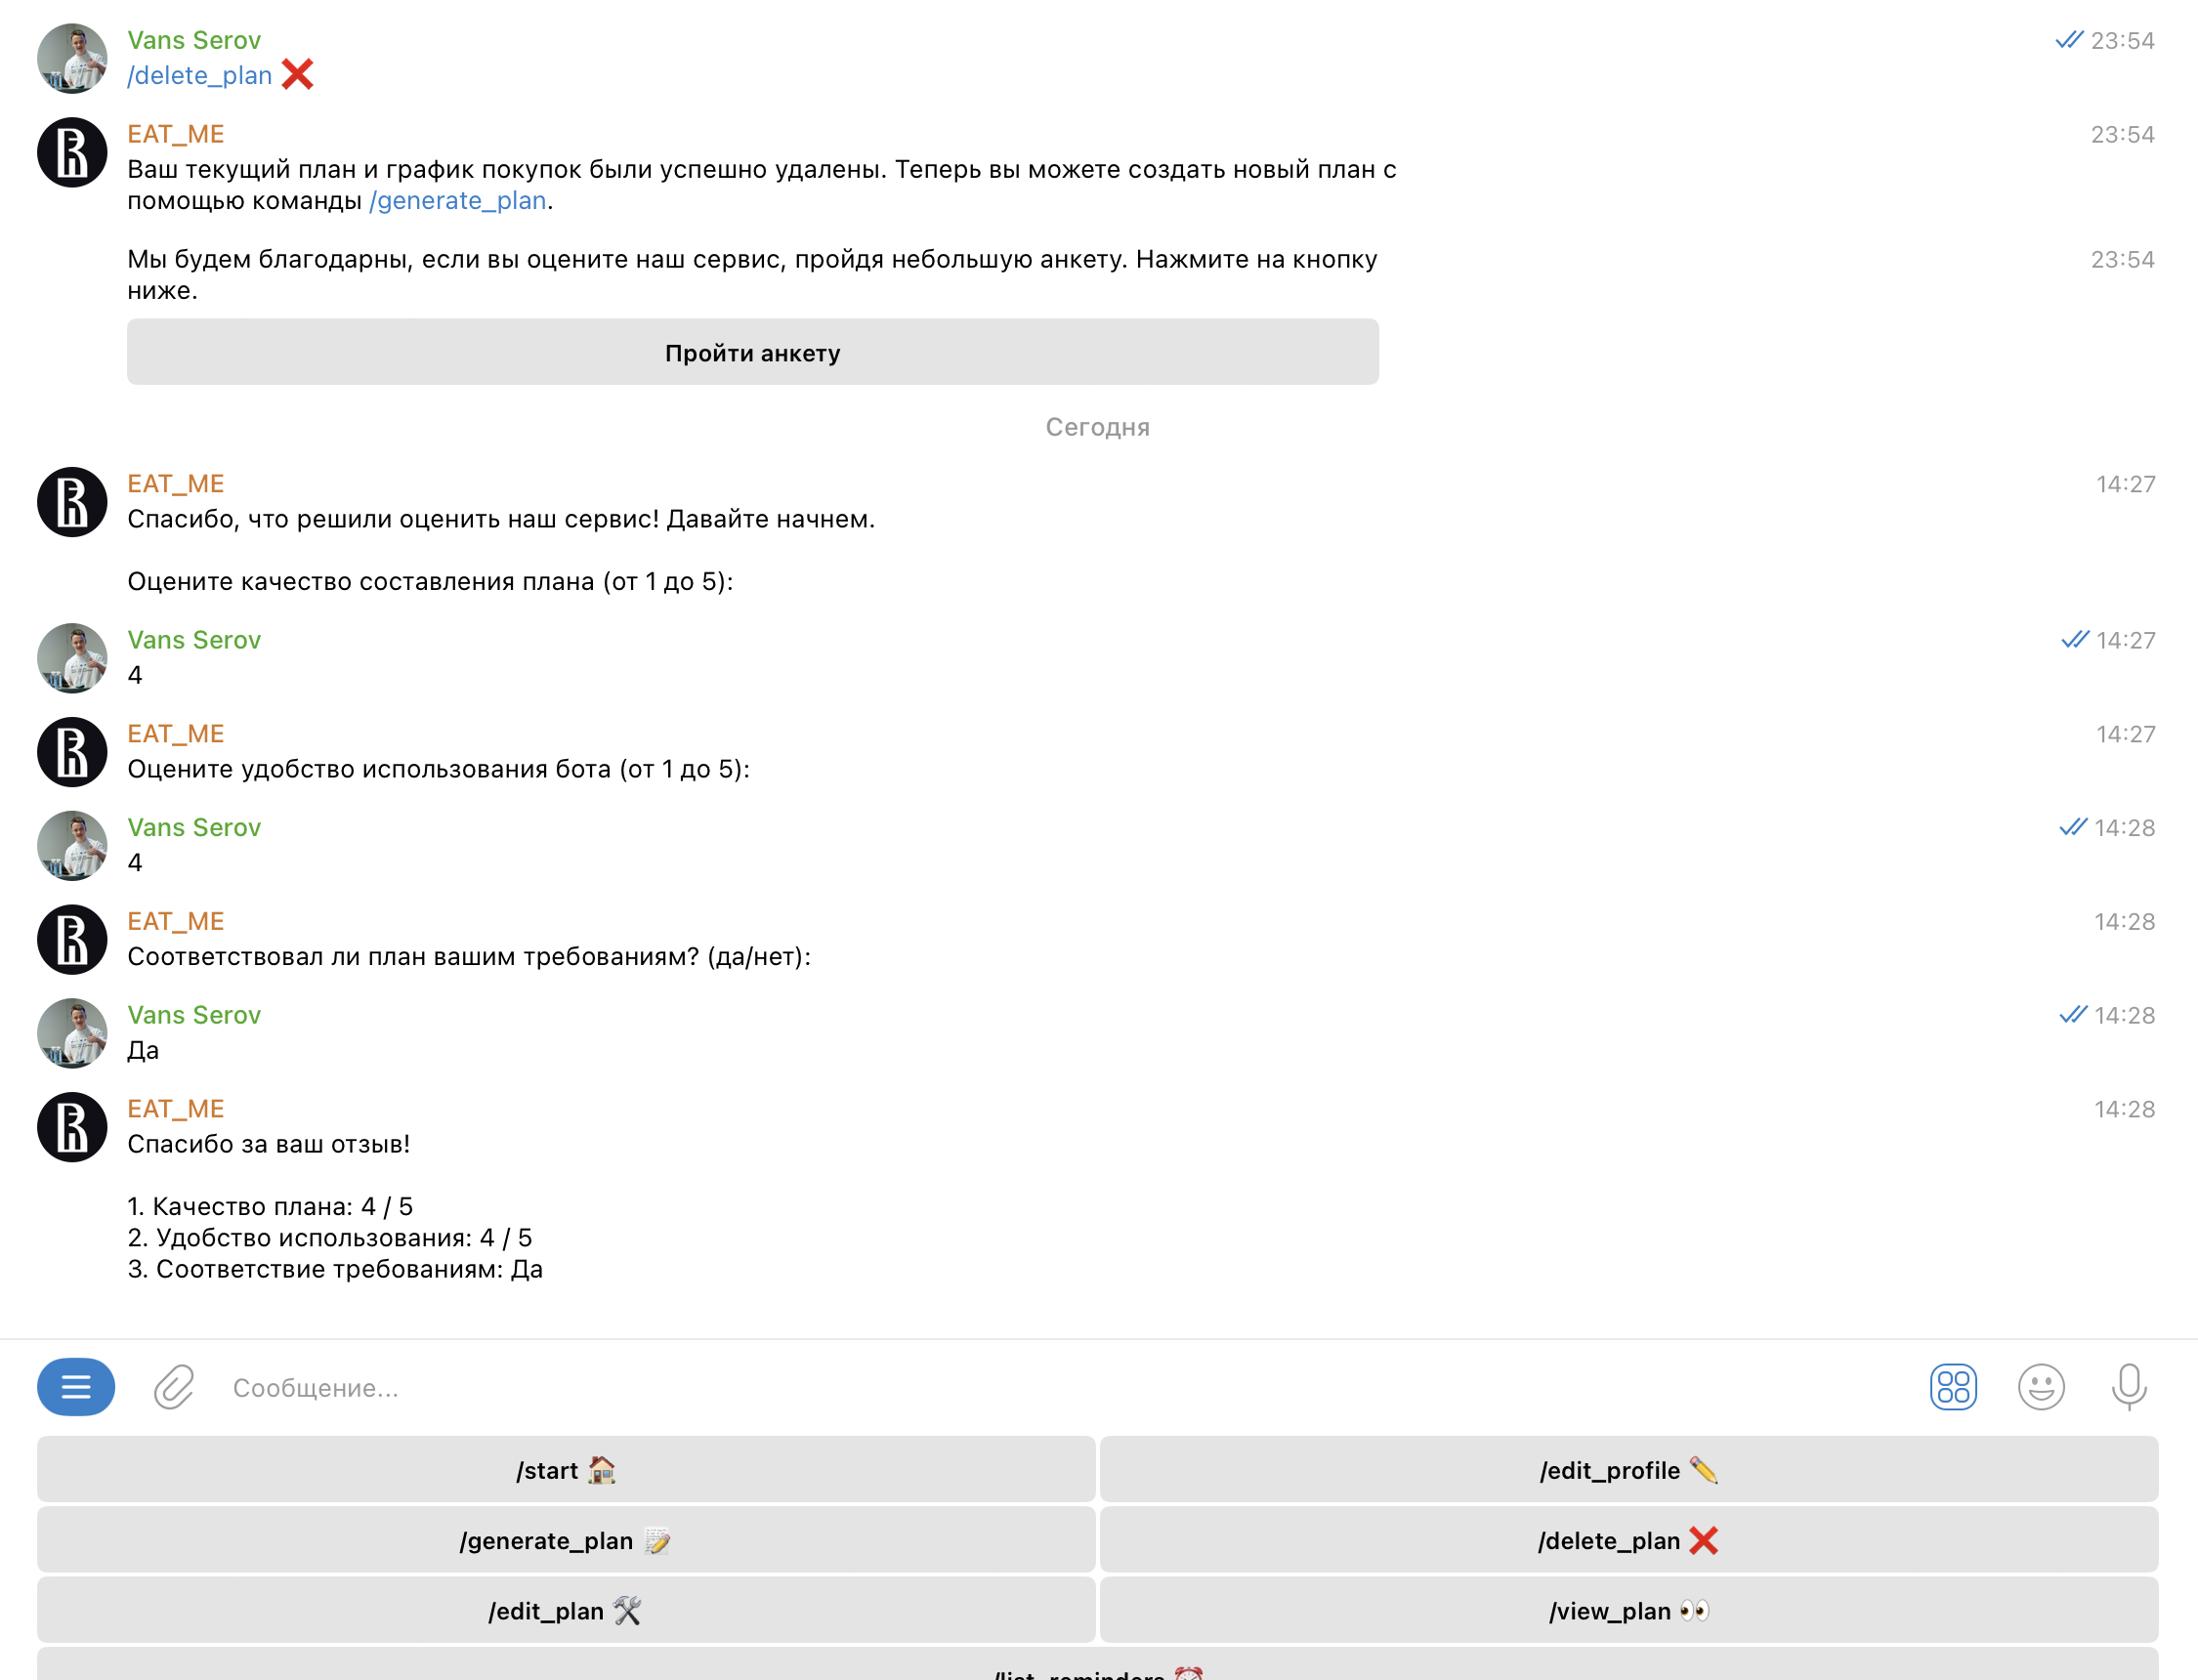 Vans Serov
23:54
/delete_plan ❌
EAT_ME
23:54
Ваш текущий план и график покупок были успешно удалены. Теперь вы можете создать новый план с
помощью команды /generate_plan.
Мы будем благодарны, если вы оцените наш сервис, пройдя небольшую анкету. Нажмите на кнопку
23:54
ниже.
Пройти анкету
Сегодня
EAT_ME
14:27
Спасибо, что решили оценить наш сервис! Давайте начнем.
Оцените качество составления плана (от 1 до 5):
Vans Serov
14:27
4
EAT_ME
14:27
Оцените удобство использования бота (от 1 до 5):
Vans Serov
14:28
4
EAT_ME
14:28
Соответствовал ли план вашим требованиям? (да/нет):
Vans Serov
14:28
Да
EAT_ME
14:28
Спасибо за ваш отзыв!
1. Качество плана: 4 / 5
2. Удобство использования: 4 / 5
3. Соответствие требованиям: Да
Сообщение...
/start 🏠
/edit_profile ✏️
/generate_plan 📝
/delete_plan ❌
/edit_plan 🛠
/view_plan 👀
/list_reminders ⏰